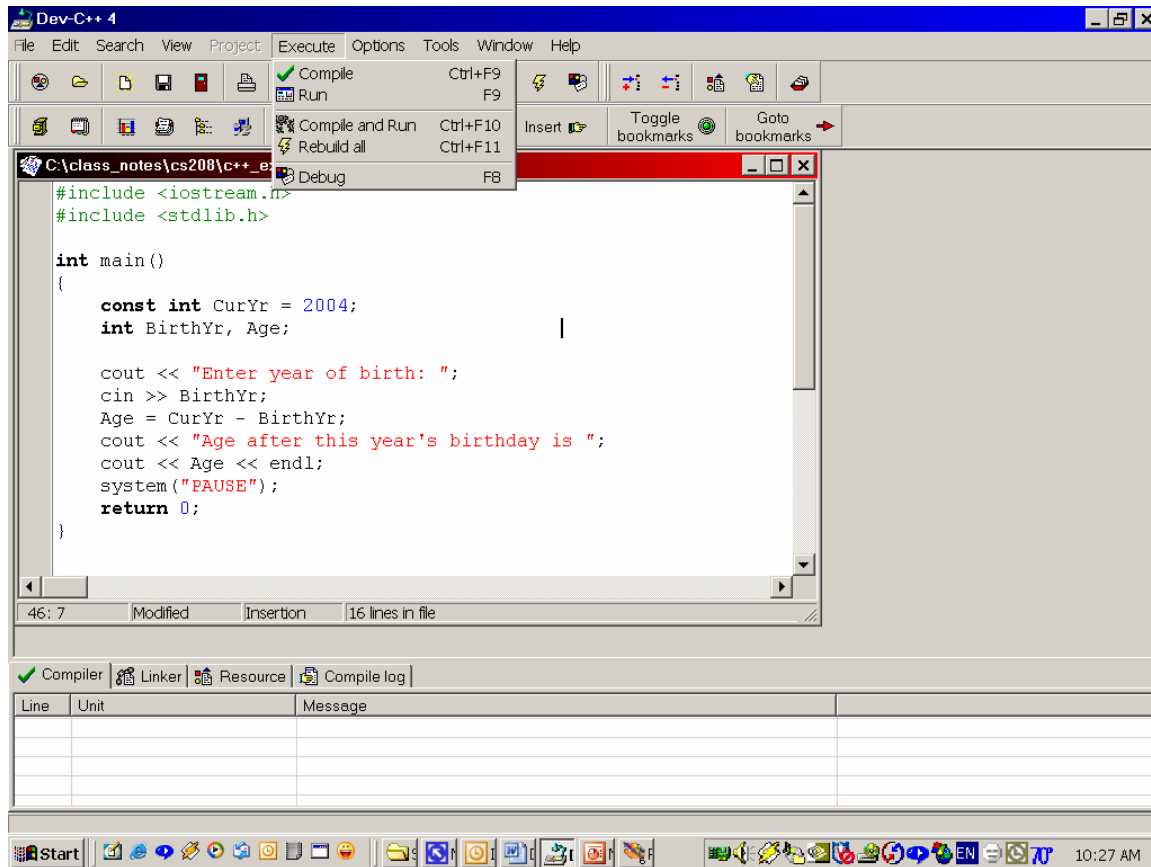 Dev-C++ 4
File Edit Search View Project Execute Options Tools Window Help
Compile Ctrl+F9
Run F9
Compile and Run Ctrl+F10
Rebuild all Ctrl+F11
Debug F8
Insert
Toggle bookmarks
Goto bookmarks
C:\class_notes\cs208\c++_e
#include <iostream.h>
#include <stdlib.h>
int main()
{
const int CurYr = 2004;
int BirthYr, Age;
cout << "Enter year of birth: ";
cin >> BirthYr;
Age = CurYr - BirthYr;
cout << "Age after this year's birthday is ";
cout << Age << endl;
system("PAUSE");
return 0;
}
46: 7 Modified Insertion 16 lines in file
Compiler Linker Resource Compile log
Line Unit Message
Start EN 70° 10:27 AM